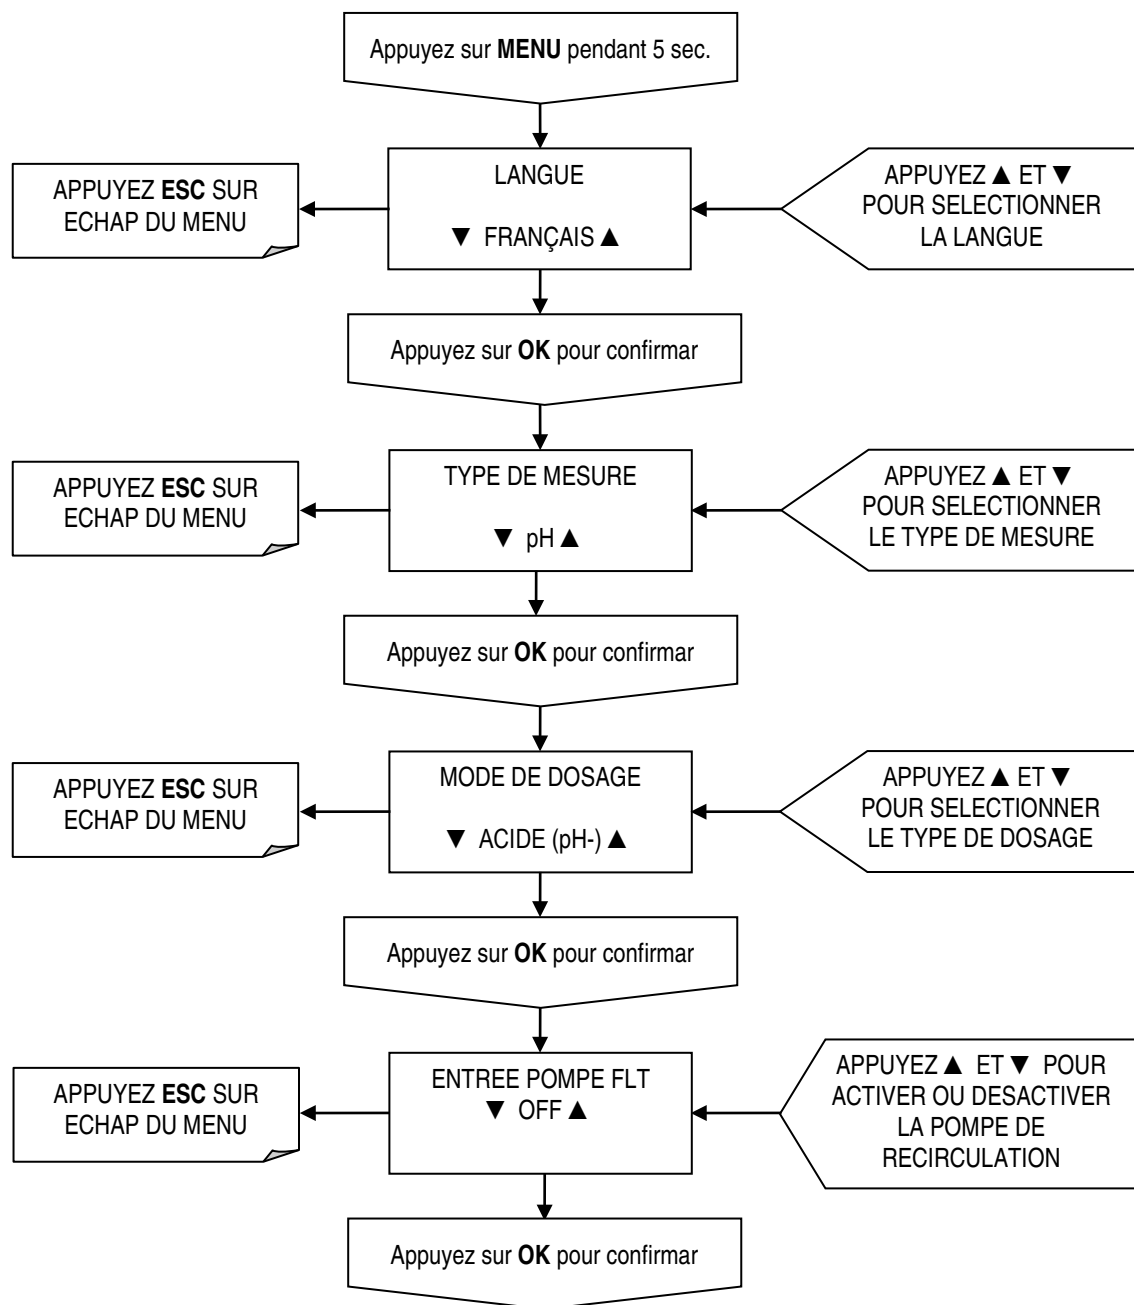 Appuyez sur MENU pendant 5 sec.
APPUYEZ ESC SUR
ECHAP DU MENU
LANGUE
▼ FRANÇAIS ▲
APPUYEZ ▲ ET ▼
POUR SELECTIONNER
LA LANGUE
Appuyez sur OK pour confirmar
APPUYEZ ESC SUR
ECHAP DU MENU
TYPE DE MESURE
▼ pH ▲
APPUYEZ ▲ ET ▼
POUR SELECTIONNER
LE TYPE DE MESURE
Appuyez sur OK pour confirmar
APPUYEZ ESC SUR
ECHAP DU MENU
MODE DE DOSAGE
▼ ACIDE (pH-) ▲
APPUYEZ ▲ ET ▼
POUR SELECTIONNER
LE TYPE DE DOSAGE
Appuyez sur OK pour confirmar
APPUYEZ ESC SUR
ECHAP DU MENU
ENTREE POMPE FLT
▼ OFF ▲
APPUYEZ ▲ ET ▼ POUR
ACTIVER OU DESACTIVER
LA POMPE DE
RECIRCULATION
Appuyez sur OK pour confirmar